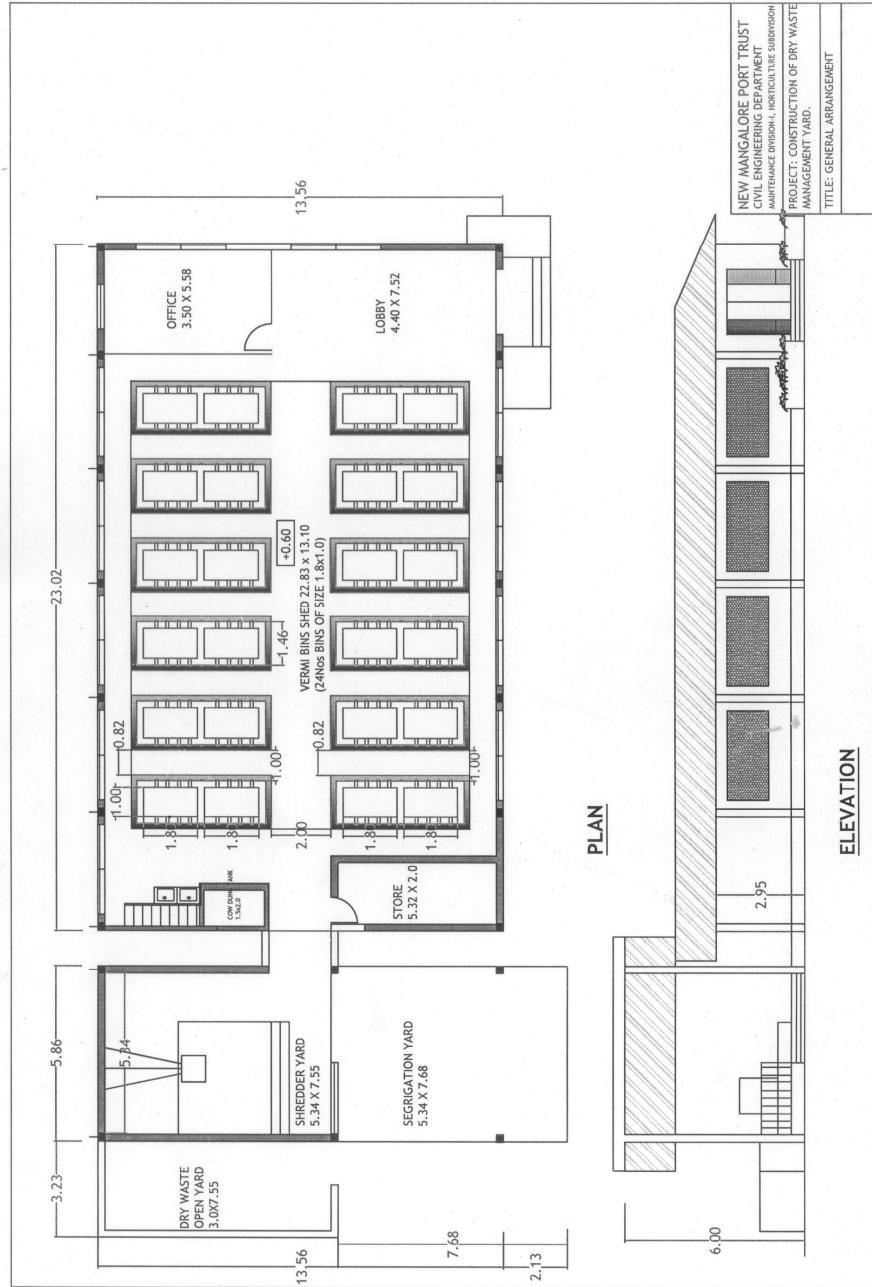 23.02
13.56
5.86
3.23
OFFICE
3.50 X 5.58
LOBBY
4.40 X 7.52
+0.60
VERMI BINS SHED 22.83 x 13.10
(24Nos BINS OF SIZE 1.8x1.0)
1.46
0.82
0.82
1.00
1.00
1.00
1.80
1.80
2.00
1.80
1.80
COW DUNG TANK
1.5x2.0
STORE
5.32 X 2.0
5.34
SHREDDER YARD
5.34 X 7.55
SEGRIGATION YARD
5.34 X 7.68
DRY WASTE
OPEN YARD
3.0X7.55
13.56
7.68
2.13
PLAN
2.95
6.00
ELEVATION
NEW MANGALORE PORT TRUST
CIVIL ENGINEERING DEPARTMENT
MAINTENANCE DIVISION-I, HORTICULTURE SUBDIVISION
PROJECT: CONSTRUCTION OF DRY WASTE
MANAGEMENT YARD.
TITLE: GENERAL ARRANGEMENT